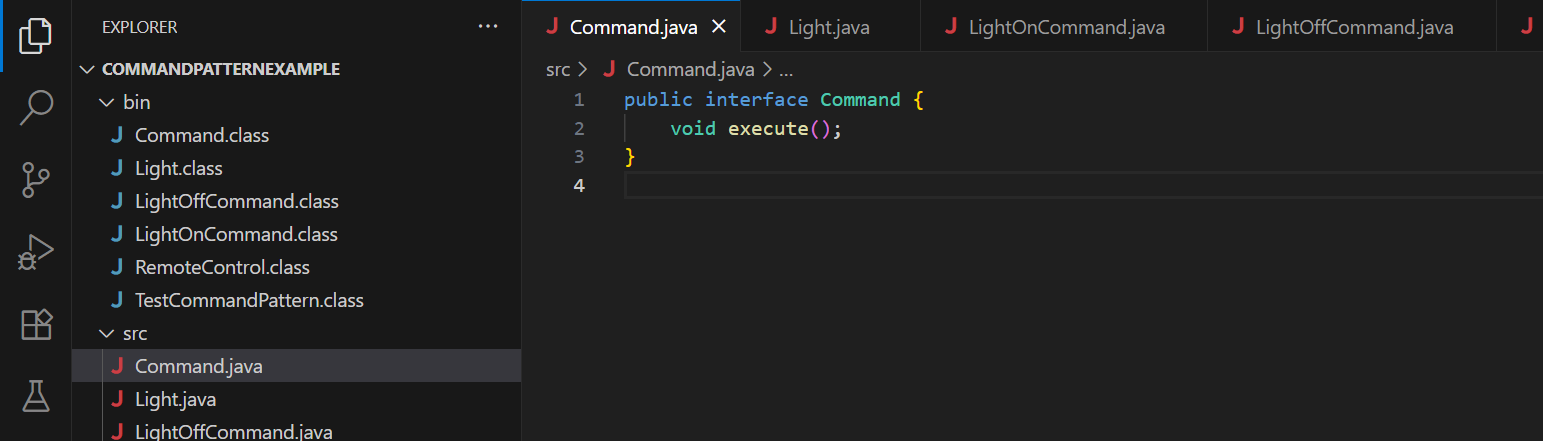 EXPLORER
COMMANDPATTERNEXAMPLE
bin
J Command.class
J Light.class
J LightOffCommand.class
J LightOnCommand.class
J RemoteControl.class
J TestCommandPattern.class
src
J Command.java
J Light.java
J LightOffCommand.java
J Command.java J Light.java J LightOnCommand.java J LightOffCommand.java J
src > J Command.java > ...
1 public interface Command {
2     void execute();
3 }
4